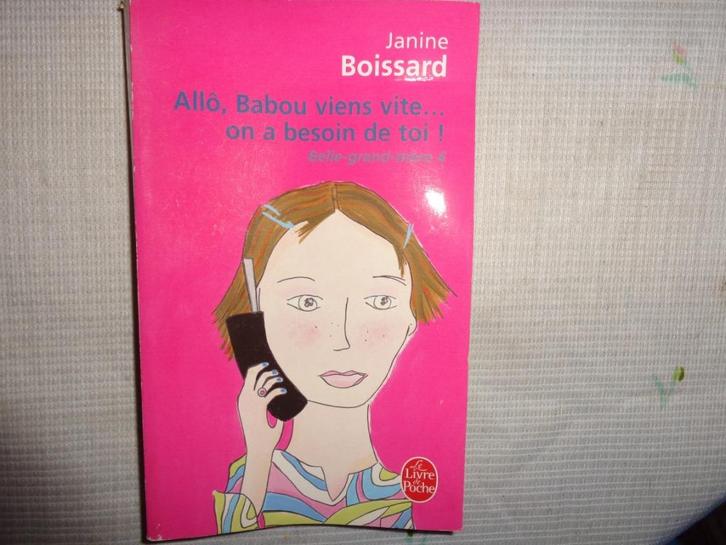 Janine
Boissard
Allô, Babou viens vite...
on a besoin de toi !
Belle-grand-mère 4
Le
Livre
de
Poche